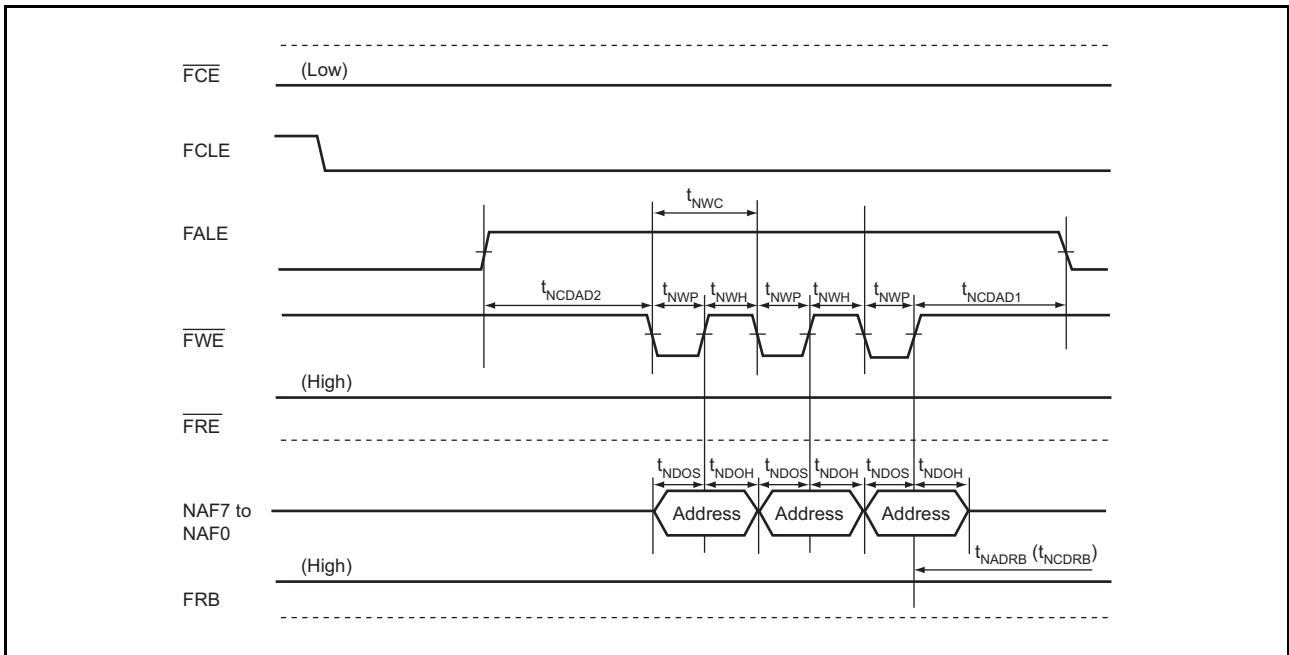 FCE
(Low)
FCLE
tNWC
FALE
tNCDAD2
tNWP tNWH tNWP tNWH tNWP
tNCDAD1
FWE
(High)
FRE
tNDOS tNDOH tNDOS tNDOH tNDOS tNDOH
NAF7 to
NAF0
Address Address Address
tNADRB (tNCDRB)
(High)
FRB